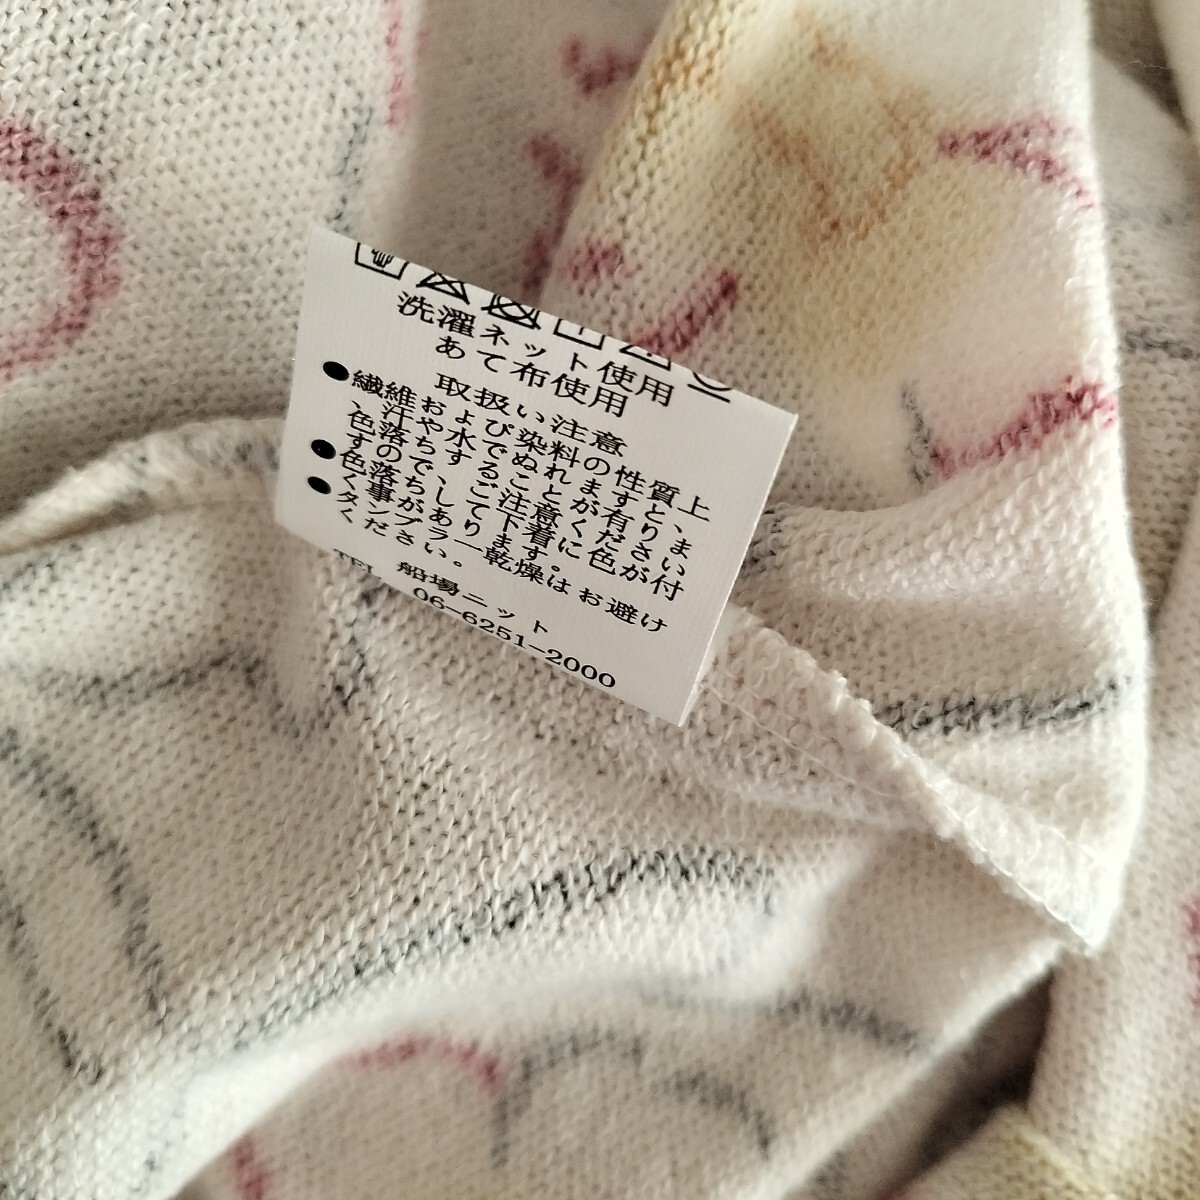 洗濯ネット使用
あて布使用
取扱い注意
●繊維および染料の性質上
、汗や水でぬれますと、ま
色落ちすることが有りま
すので、ご注意ください
●色落ちして下着に色が付
く事があります。
●タンブラー乾燥はお避け
ください。
船場ニット
TEL 06-6251-2000